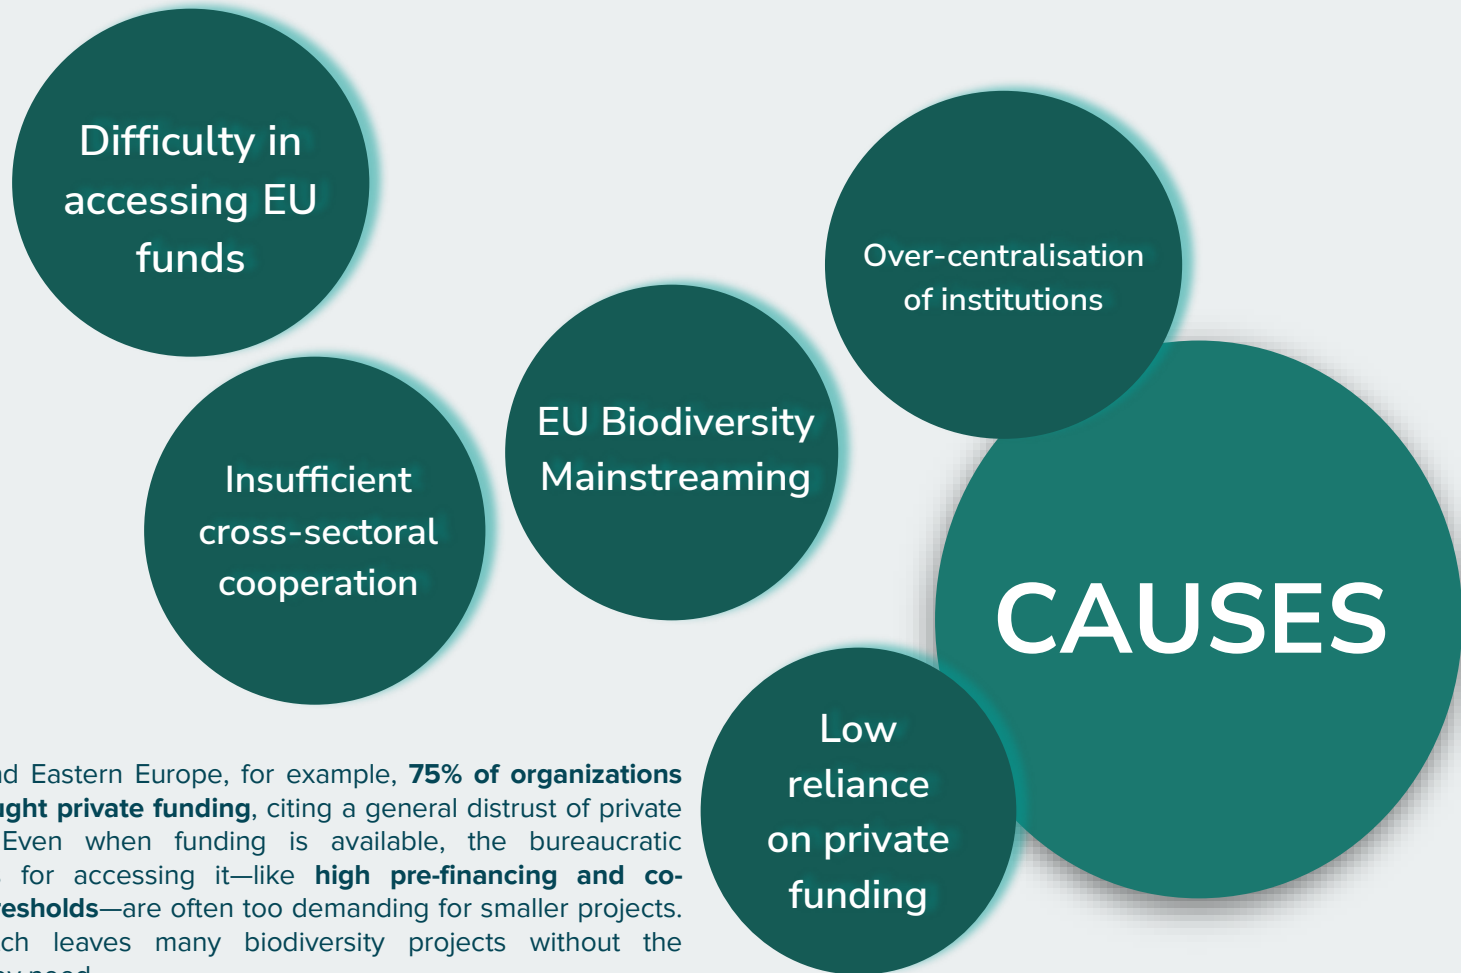 Difficulty in
accessing EU
funds
Over-centralisation
of institutions
EU Biodiversity
Mainstreaming
Insufficient
cross-sectoral
cooperation
CAUSES
Low
reliance
on private
funding
Eastern Europe, for example, 75% of organizations
private funding, citing a general distrust of private
Even when funding is available, the bureaucratic
for accessing it—like high pre-financing and co-
—are often too demanding for smaller projects.
leaves many biodiversity projects without the
need